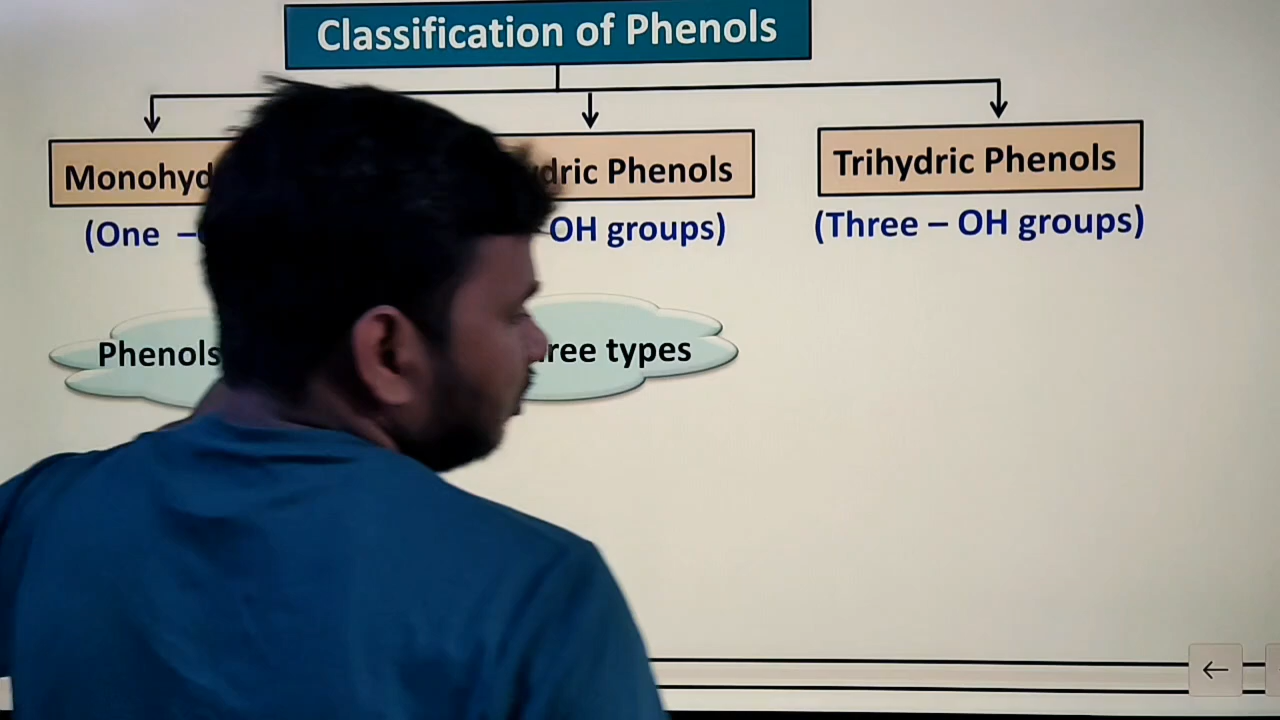 Classification of Phenols
Monohyd
dric Phenols
Trihydric Phenols
(One –
OH groups)
(Three – OH groups)
Phenols
ree types